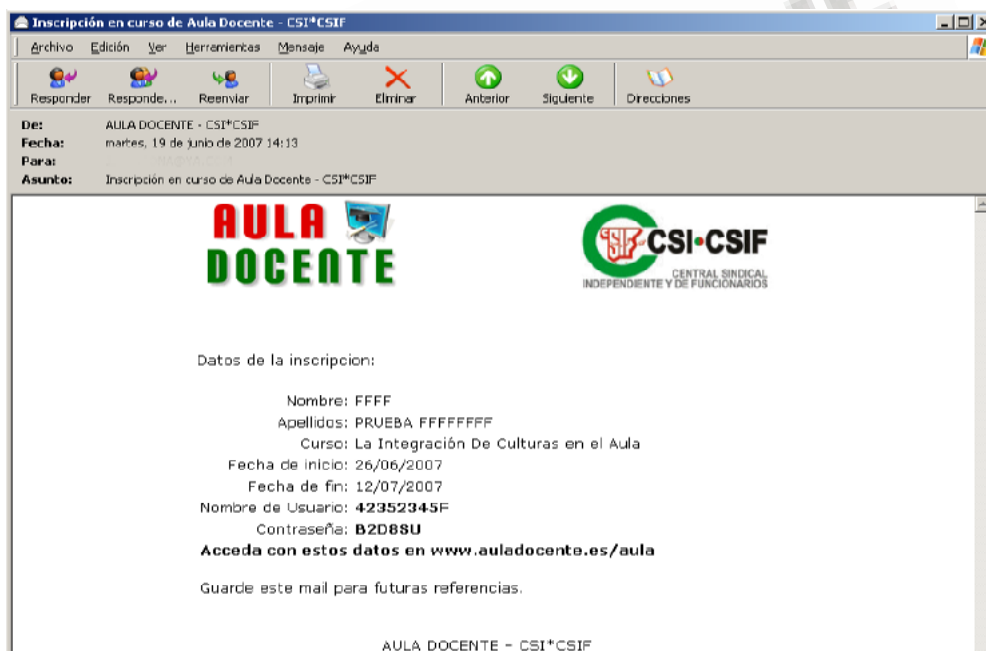 Inscripción en curso de Aula Docente - CSI*CSIF
Archivo Edición Ver Herramientas Mensaje Ayuda
Responder Responde... Reenviar Imprimir Eliminar Anterior Siguiente Direcciones
De: AULA DOCENTE - CSI*CSIF
Fecha: martes, 19 de junio de 2007 14:13
Para:
Asunto: Inscripción en curso de Aula Docente - CSI*CSIF
AULA
DOCENTE
CSIF CSI•CSIF
CENTRAL SINDICAL
INDEPENDIENTE Y DE FUNCIONARIOS
Datos de la inscripcion:
Nombre: FFFF
Apellidos: PRUEBA FFFFFFFF
Curso: La Integración De Culturas en el Aula
Fecha de inicio: 26/06/2007
Fecha de fin: 12/07/2007
Nombre de Usuario: 42352345F
Contraseña: B2D8SU
Acceda con estos datos en www.auladocente.es/aula
Guarde este mail para futuras referencias.
AULA DOCENTE - CSI*CSIF